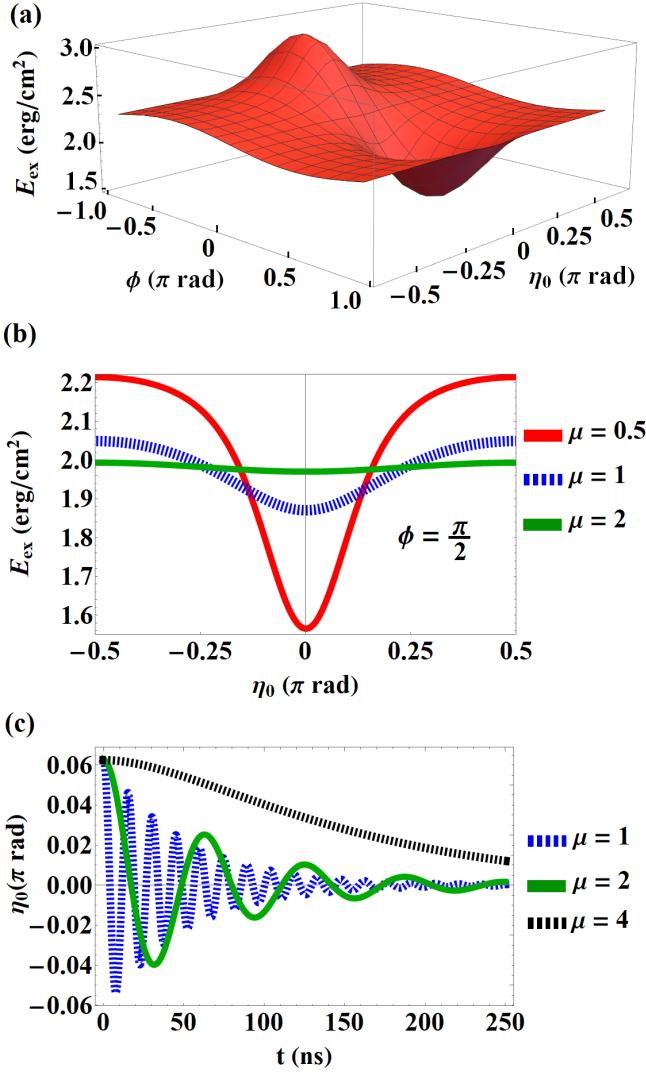 (a)
3.0
2.5
2.0
1.5
E_ex (erg/cm²)
−1.0
−0.5
0
0.5
1.0
ϕ (π rad)
−0.5
−0.25
0
0.25
0.5
η₀ (π rad)
(b)
2.2
2.1
2.0
1.9
1.8
1.7
1.6
E_ex (erg/cm²)
ϕ = π/2
μ = 0.5
μ = 1
μ = 2
−0.5 −0.25 0 0.25 0.5
η₀ (π rad)
(c)
0.06
0.04
0.02
0.00
−0.02
−0.04
−0.06
η₀(π rad)
μ = 1
μ = 2
μ = 4
0 50 100 150 200 250
t (ns)